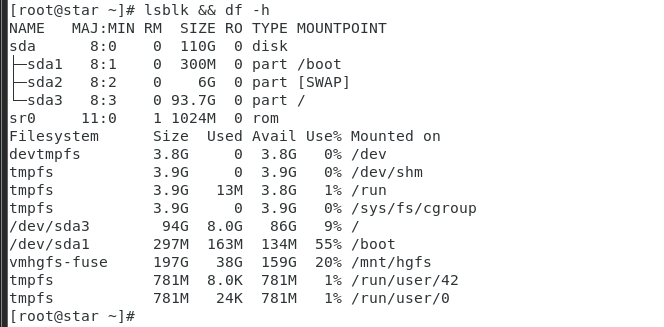 [root@star ~]# lsblk && df -h
NAME   MAJ:MIN RM  SIZE RO TYPE MOUNTPOINT
sda      8:0    0  110G  0 disk
├─sda1   8:1    0  300M  0 part /boot
├─sda2   8:2    0    6G  0 part [SWAP]
└─sda3   8:3    0 93.7G  0 part /
sr0     11:0    1 1024M  0 rom
Filesystem      Size  Used Avail Use% Mounted on
devtmpfs        3.8G     0  3.8G   0% /dev
tmpfs           3.9G     0  3.9G   0% /dev/shm
tmpfs           3.9G   13M  3.8G   1% /run
tmpfs           3.9G     0  3.9G   0% /sys/fs/cgroup
/dev/sda3        94G  8.0G   86G   9% /
/dev/sda1       297M  163M  134M  55% /boot
vmhgfs-fuse     197G   38G  159G  20% /mnt/hgfs
tmpfs           781M  8.0K  781M   1% /run/user/42
tmpfs           781M   24K  781M   1% /run/user/0
[root@star ~]#